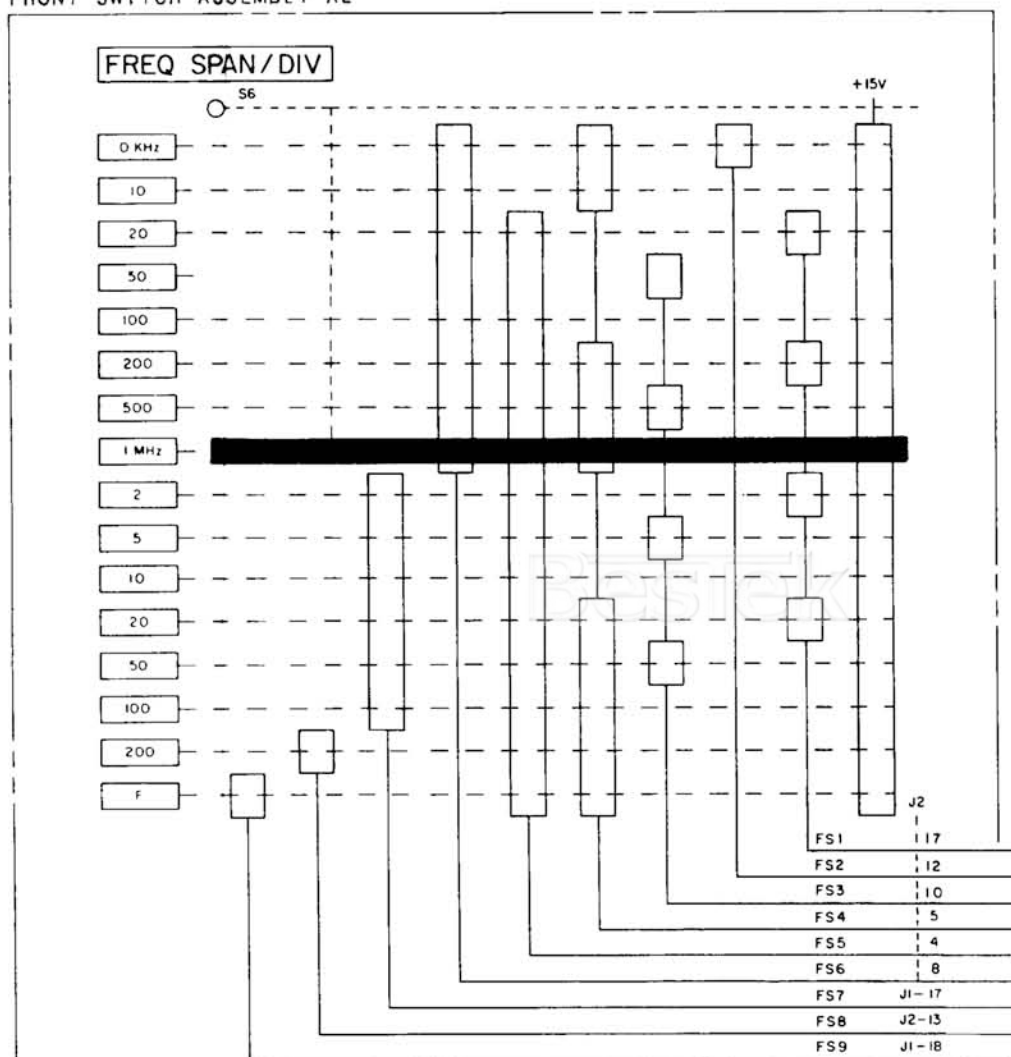 FRONT SWITCH ASSEMBLY A2
FREQ SPAN/DIV
S6
+15V
0 KHz
10
20
50
100
200
500
1 MHz
2
5
10
20
50
100
200
F
Bestek
J2
FS1 17
FS2 12
FS3 10
FS4 5
FS5 4
FS6 8
FS7 J1-17
FS8 J2-13
FS9 J1-18